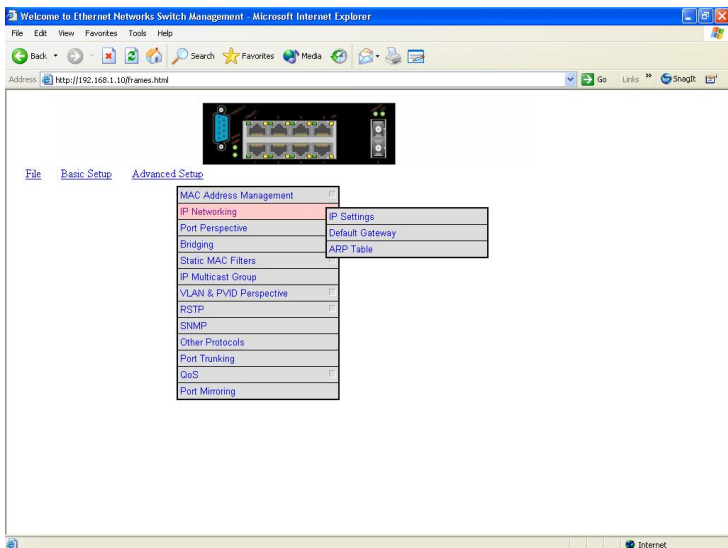 Welcome to Ethernet Networks Switch Management - Microsoft Internet Explorer
File Edit View Favorites Tools Help
Back Search Favorites Media
Address http://192.168.1.10/frames.html Go Links » SnagIt
File Basic Setup Advanced Setup
MAC Address Management
IP Networking
IP Settings
Default Gateway
ARP Table
Port Perspective
Bridging
Static MAC Filters
IP Multicast Group
VLAN & PVID Perspective
RSTP
SNMP
Other Protocols
Port Trunking
QoS
Port Mirroring
Internet